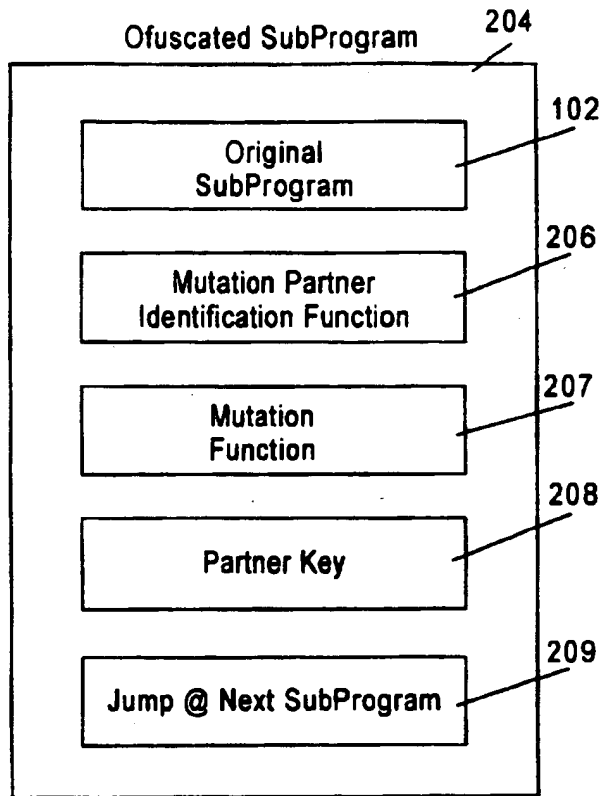 Ofuscated SubProgram
204
Original
SubProgram
102
Mutation Partner
Identification Function
206
Mutation
Function
207
Partner Key
208
Jump @ Next SubProgram
209